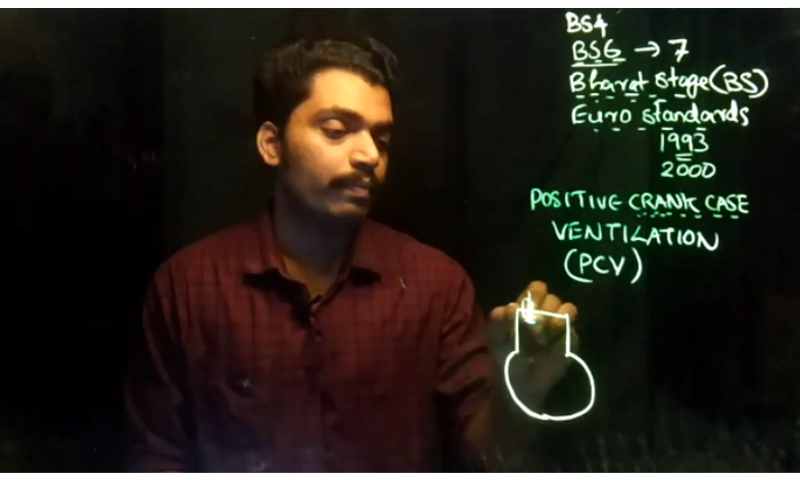 BS4
BS6 → 7
Bharat stage (BS)
Euro standards
1993
2000
POSITIVE CRANK CASE
VENTILATION
(PCV)